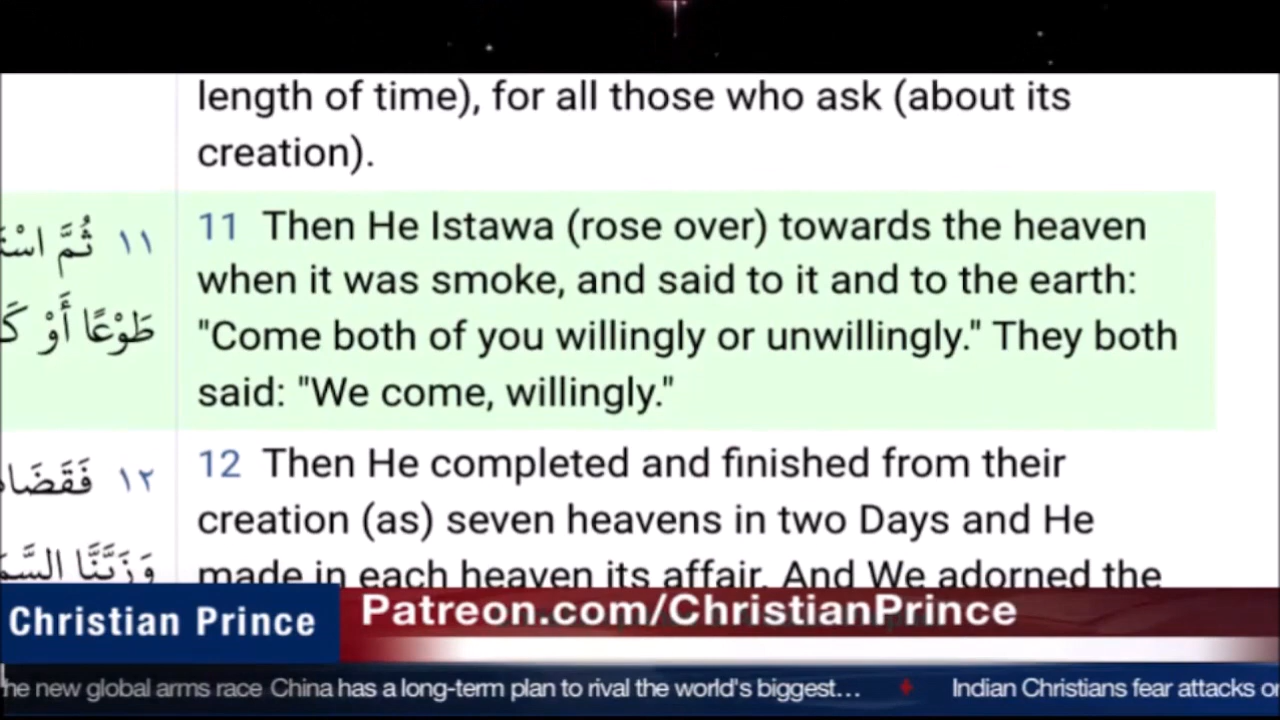 length of time), for all those who ask (about its
creation).
11 Then He Istawa (rose over) towards the heaven
when it was smoke, and said to it and to the earth:
"Come both of you willingly or unwillingly." They both
said: "We come, willingly."
12 Then He completed and finished from their
creation (as) seven heavens in two Days and He
made in each heaven its affair. And We adorned the
١١ ثُمَّ
طَوْعًا أَوْ
١٢
وَزَيَّنَّا
Christian Prince
Patreon.com/ChristianPrince
new global arms race China has a long-term plan to rival the world's biggest... Indian Christians fear attacks